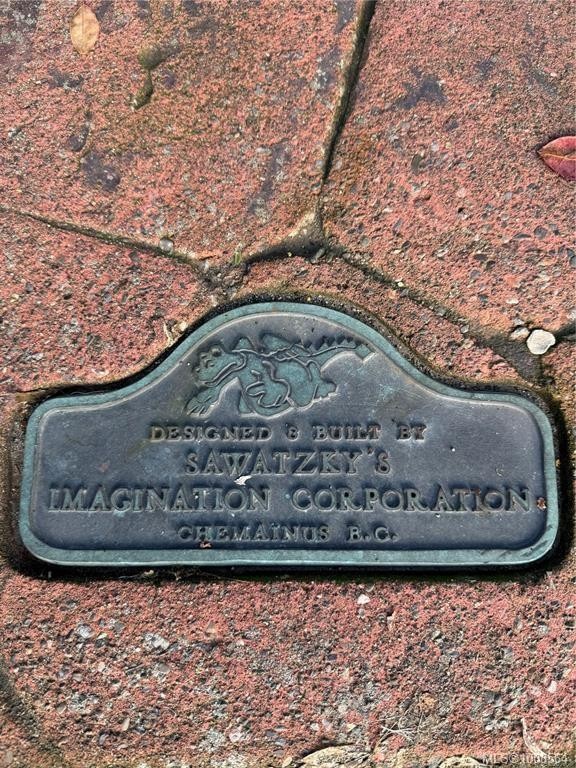 DESIGNED & BUILT BY
SAWATZKY'S
IMAGINATION CORPORATION
CHEMAINUS B.C.